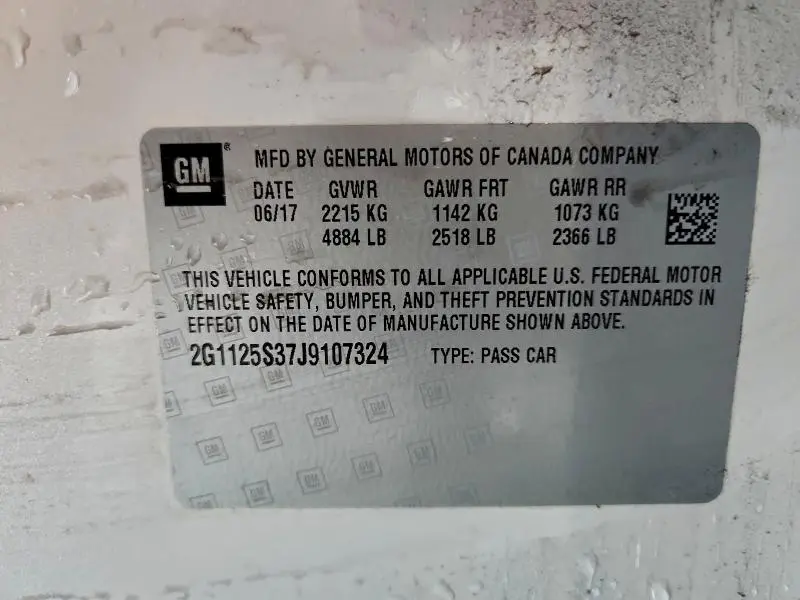 GM ® MFD BY GENERAL MOTORS OF CANADA COMPANY
DATE GVWR GAWR FRT GAWR RR
06/17 2215 KG 1142 KG 1073 KG
4884 LB 2518 LB 2366 LB
THIS VEHICLE CONFORMS TO ALL APPLICABLE U.S. FEDERAL MOTOR
VEHICLE SAFETY, BUMPER, AND THEFT PREVENTION STANDARDS IN
EFFECT ON THE DATE OF MANUFACTURE SHOWN ABOVE.
2G1125S37J9107324 TYPE: PASS CAR